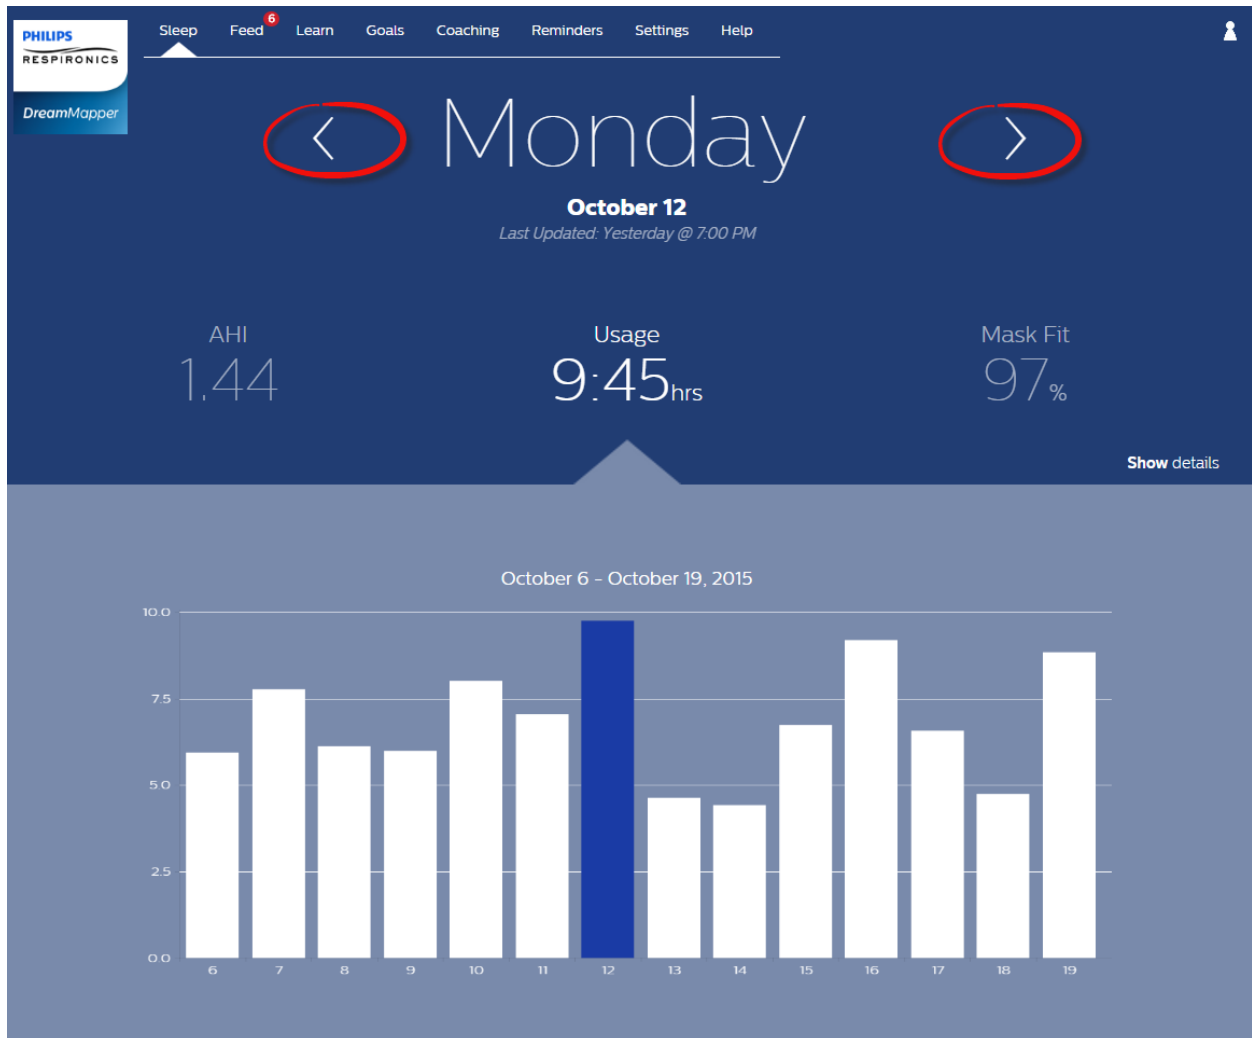 PHILIPS
RESPIRONICS
DreamMapper
Sleep Feed 6 Learn Goals Coaching Reminders Settings Help
Monday
October 12
Last Updated: Yesterday @ 7:00 PM
AHI
1.44
Usage
9:45hrs
Mask Fit
97%
Show details
October 6 - October 19, 2015
10.0
7.5
5.0
2.5
0.0
6 7 8 9 10 11 12 13 14 15 16 17 18 19